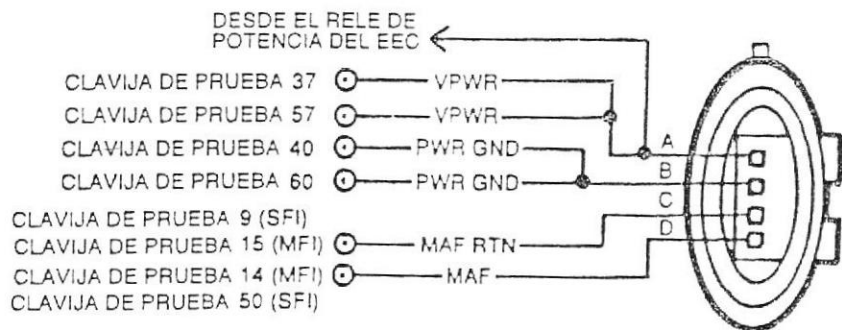 DESDE EL RELE DE
POTENCIA DEL EEC
CLAVIJA DE PRUEBA 37 VPWR
CLAVIJA DE PRUEBA 57 VPWR
A
CLAVIJA DE PRUEBA 40 PWR GND
B
CLAVIJA DE PRUEBA 60 PWR GND
C
CLAVIJA DE PRUEBA 9 (SFI)
D
CLAVIJA DE PRUEBA 15 (MFI) MAF RTN
CLAVIJA DE PRUEBA 14 (MFI) MAF
CLAVIJA DE PRUEBA 50 (SFI)